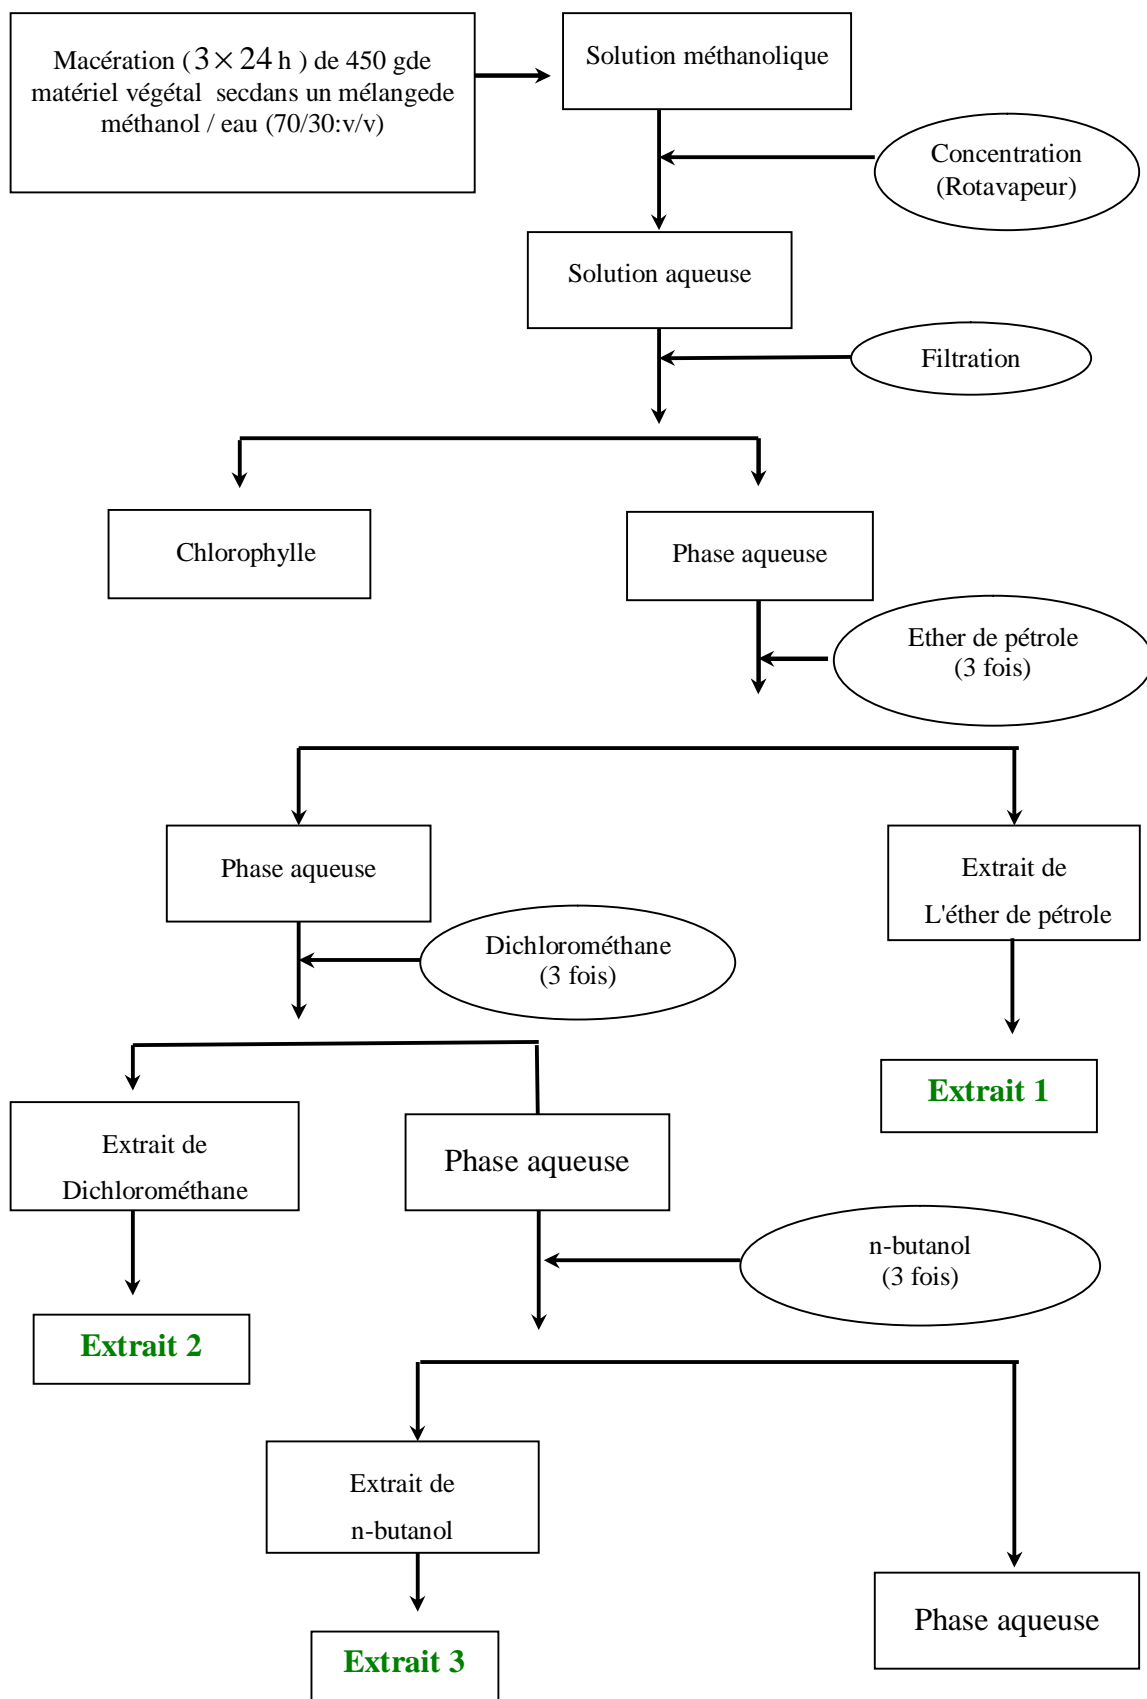 Macération ( 3 × 24 h ) de 450 gde
matériel végétal secdans un mélangede
méthanol / eau (70/30:v/v)
Solution méthanolique
Concentration
(Rotavapeur)
Solution aqueuse
Filtration
Chlorophylle
Phase aqueuse
Ether de pétrole
(3 fois)
Phase aqueuse
Extrait de
L'éther de pétrole
Dichlorométhane
(3 fois)
Extrait 1
Extrait de
Dichlorométhane
Phase aqueuse
n-butanol
(3 fois)
Extrait 2
Extrait de
n-butanol
Phase aqueuse
Extrait 3